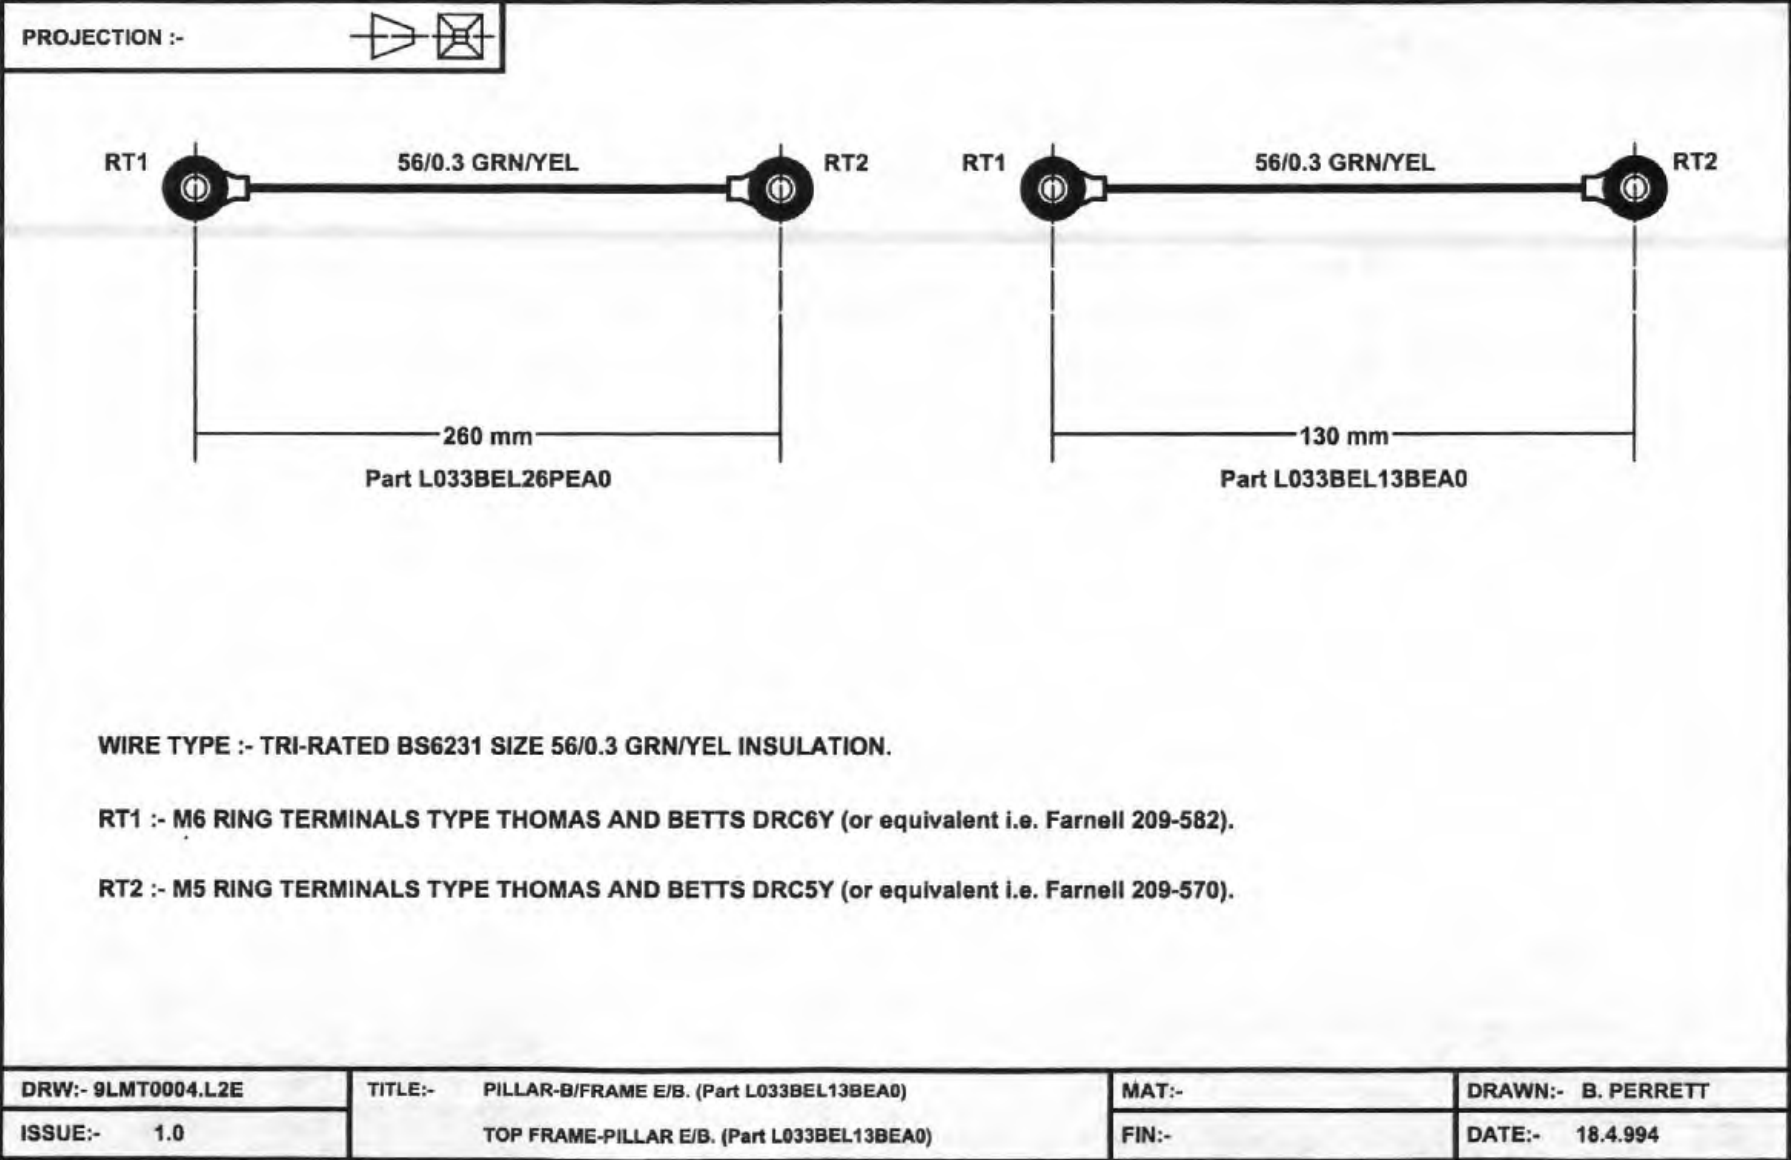 PROJECTION :-
RT1 56/0.3 GRN/YEL RT2 RT1 56/0.3 GRN/YEL RT2
260 mm 130 mm
Part L033BEL26PEA0 Part L033BEL13BEA0
WIRE TYPE :- TRI-RATED BS6231 SIZE 56/0.3 GRN/YEL INSULATION.
RT1 :- M6 RING TERMINALS TYPE THOMAS AND BETTS DRC6Y (or equivalent i.e. Farnell 209-582).
RT2 :- M5 RING TERMINALS TYPE THOMAS AND BETTS DRC5Y (or equivalent i.e. Farnell 209-570).
DRW:- 9LMT0004.L2E TITLE:- PILLAR-B/FRAME E/B. (Part L033BEL13BEA0) MAT:- DRAWN:- B. PERRETT
ISSUE:- 1.0 TOP FRAME-PILLAR E/B. (Part L033BEL13BEA0) FIN:- DATE:- 18.4.994